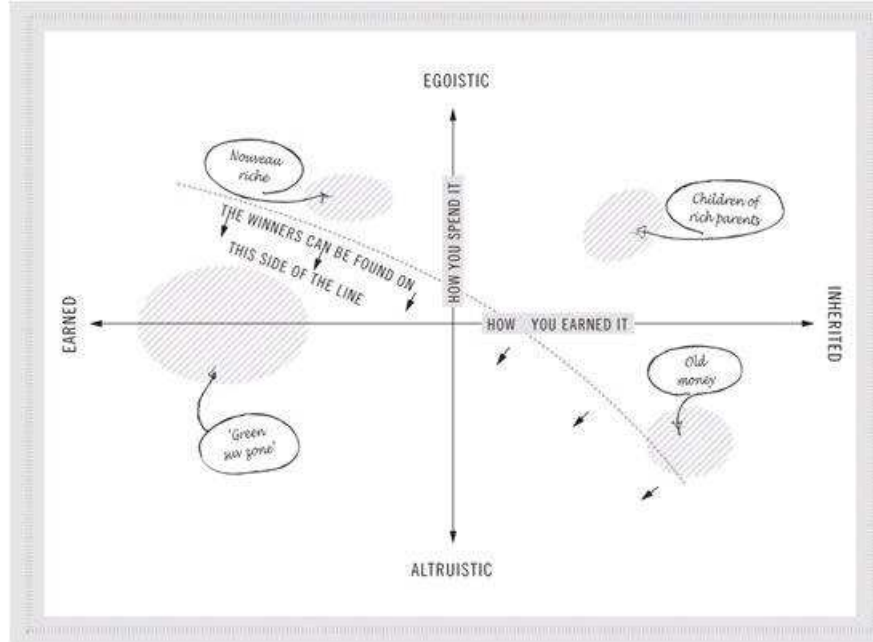 EGOISTIC
Nouveau
riche
Children of
rich parents
HOW YOU SPEND IT
THE WINNERS CAN BE FOUND ON
THIS SIDE OF THE LINE
EARNED
HOW YOU EARNED IT
INHERITED
Old
money
'Green
suv zone'
ALTRUISTIC